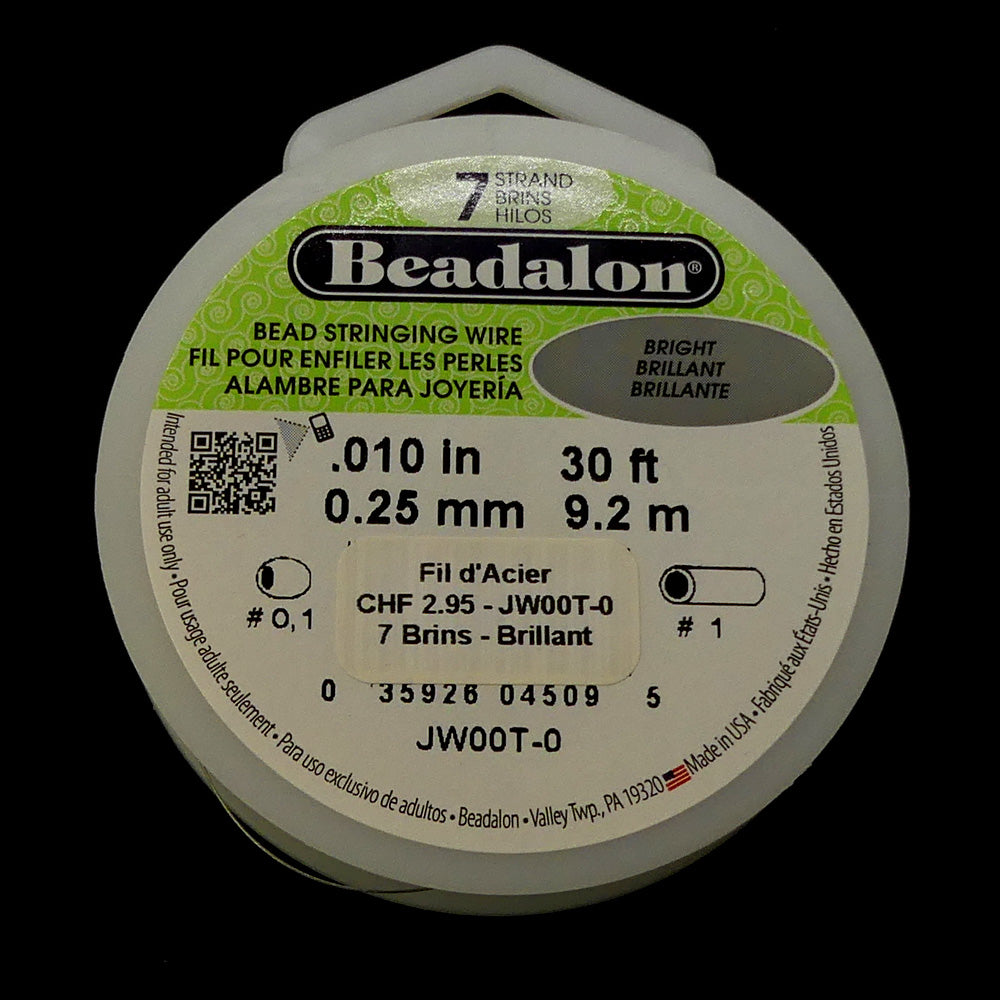 7 STRAND
BRINS
HILOS
Beadalon®
BEAD STRINGING WIRE
FIL POUR ENFILER LES PERLES
ALAMBRE PARA JOYERÍA
BRIGHT
BRILLANT
BRILLANTE
.010 in 30 ft
0.25 mm 9.2 m
Fil d'Acier
CHF 2.95 - JW00T-0
7 Brins - Brillant
# 0,1
# 1
0 35926 04509 5
JW00T-0
Intended for adult use only • Pour usage adulte seulement • Para uso exclusivo de adultos • Beadalon • Valley Twp., PA 19320 Made in USA • Fabriqué aux États-Unis • Hecho en Estados Unidos